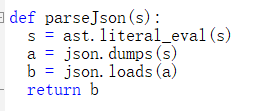 def parseJson(s):
    s = ast.literal_eval(s)
    a = json.dumps(s)
    b = json.loads(a)
    return b